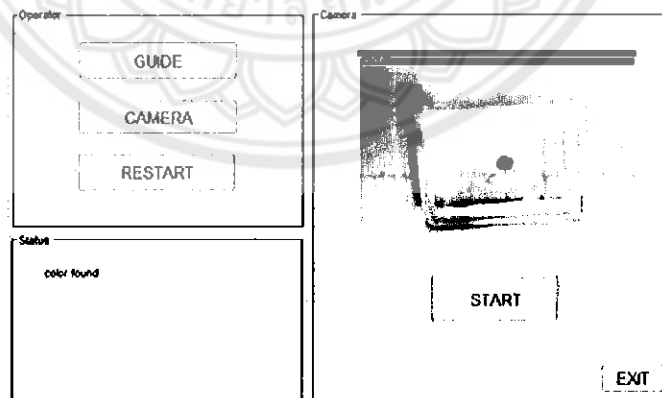 Operator
GUIDE
CAMERA
RESTART
Status
color found
Camera
START
EXIT